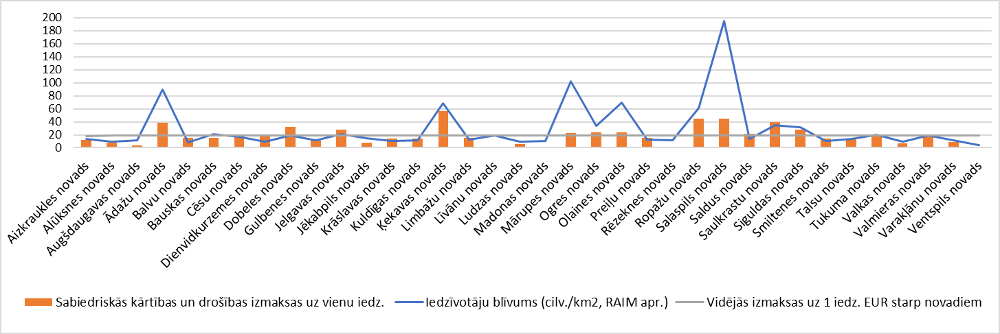 200
180
160
140
120
100
80
60
40
20
0
Aizkraukles novads
Alūksnes novads
Augšdaugavas novads
Ādažu novads
Balvu novads
Bauskas novads
Cēsu novads
Dienvidkurzemes novads
Dobeles novads
Gulbenes novads
Jelgavas novads
Jēkabpils novads
Krāslavas novads
Kuldīgas novads
Ķekavas novads
Limbažu novads
Līvānu novads
Ludzas novads
Madonas novads
Mārupes novads
Ogres novads
Olaines novads
Preiļu novads
Rēzeknes novads
Ropažu novads
Salaspils novads
Saldus novads
Saulkrastu novads
Siguldas novads
Smiltenes novads
Talsu novads
Tukuma novads
Valkas novads
Valmieras novads
Varakļānu novads
Ventspils novads
Sabiedriskās kārtības un drošības izmaksas uz vienu iedz.
Iedzīvotāju blīvums (cilv./km2, RAIM apr.)
Vidējās izmaksas uz 1 iedz. EUR starp novadiem